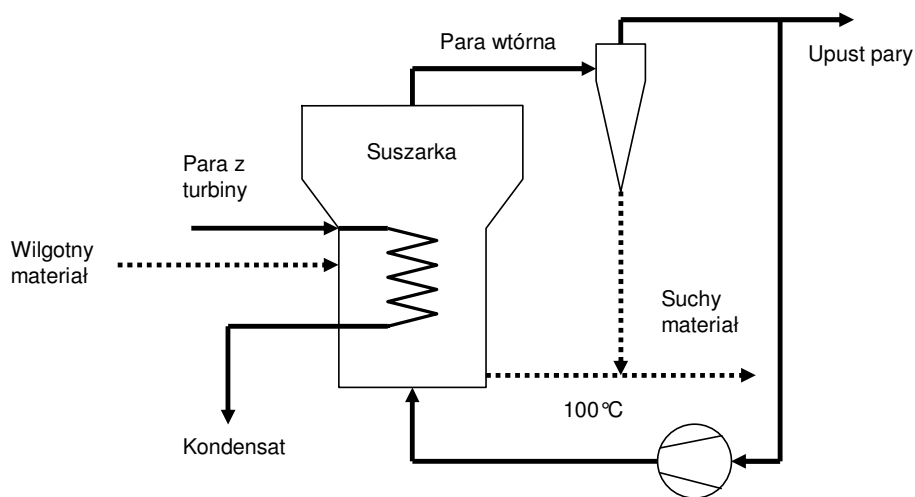 Para wtórna
Upust pary
Suszarka
Para z
turbiny
Wilgotny
materiał
Suchy
materiał
100°C
Kondensat